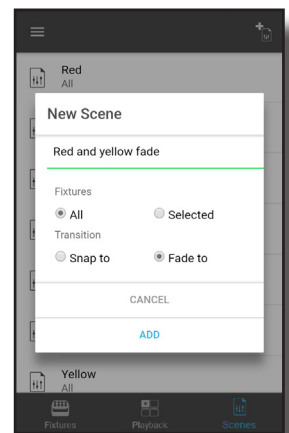 Red
All
New Scene
Red and yellow fade
Fixtures
All Selected
Transition
Snap to Fade to
CANCEL
ADD
Yellow
All
Fixtures Playback Scenes